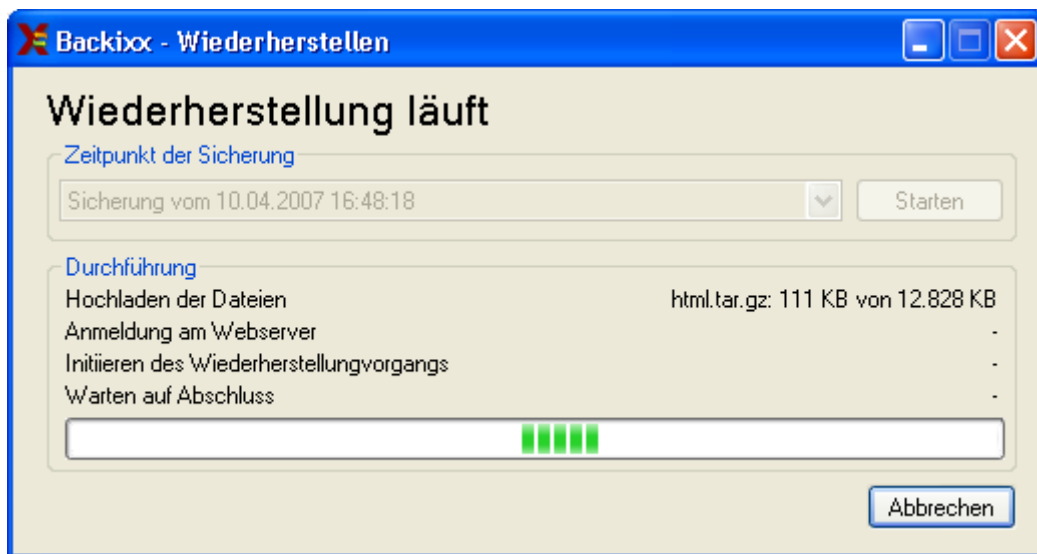 Backixx - Wiederherstellen
Wiederherstellung läuft
Zeitpunkt der Sicherung
Sicherung vom 10.04.2007 16:48:18
Starten
Durchführung
Hochladen der Dateien html.tar.gz: 111 KB von 12.828 KB
Anmeldung am Webserver -
Initiieren des Wiederherstellungvorgangs -
Warten auf Abschluss -
Abbrechen